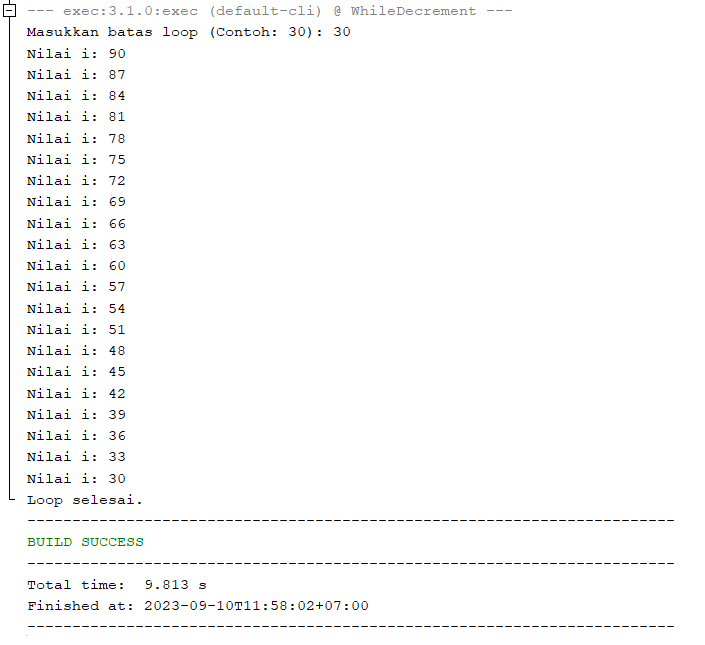 --- exec:3.1.0:exec (default-cli) @ WhileDecrement ---
Masukkan batas loop (Contoh: 30): 30
Nilai i: 90
Nilai i: 87
Nilai i: 84
Nilai i: 81
Nilai i: 78
Nilai i: 75
Nilai i: 72
Nilai i: 69
Nilai i: 66
Nilai i: 63
Nilai i: 60
Nilai i: 57
Nilai i: 54
Nilai i: 51
Nilai i: 48
Nilai i: 45
Nilai i: 42
Nilai i: 39
Nilai i: 36
Nilai i: 33
Nilai i: 30
Loop selesai.
------------------------------------------------------------------------
BUILD SUCCESS
------------------------------------------------------------------------
Total time:  9.813 s
Finished at: 2023-09-10T11:58:02+07:00
------------------------------------------------------------------------